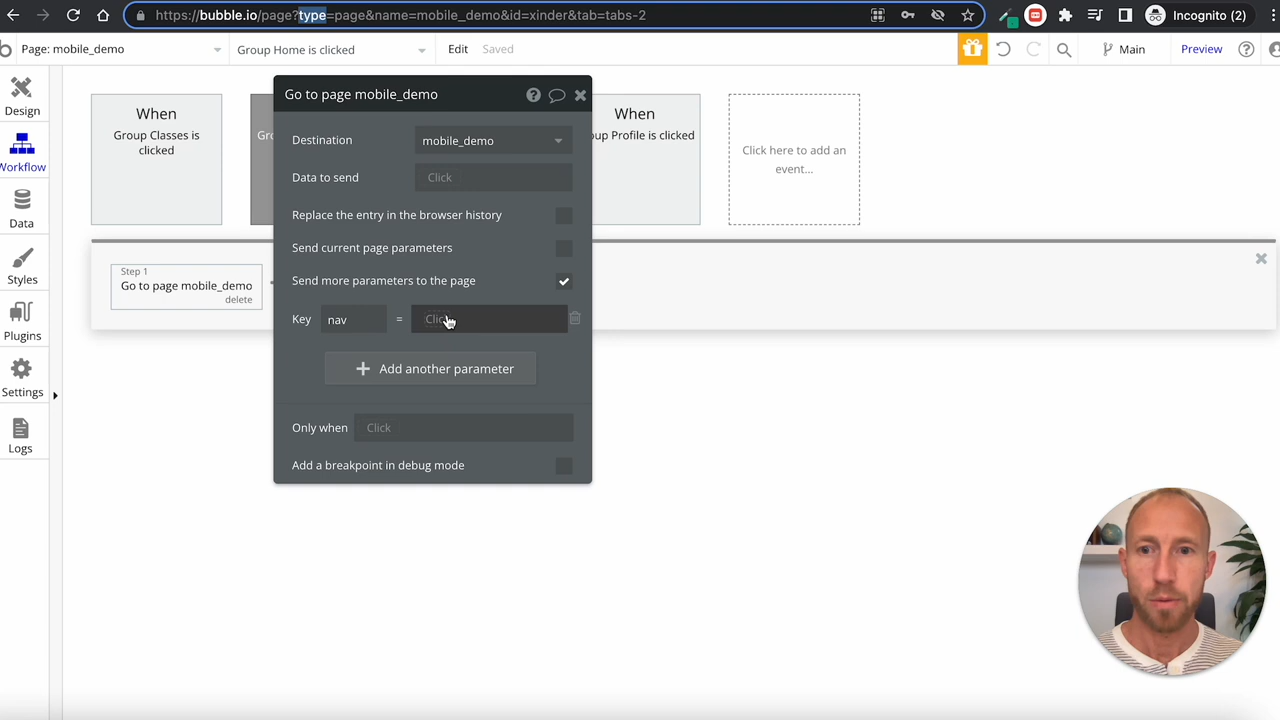 https://bubble.io/page?type=page&name=mobile_demo&id=xinder&tab=tabs-2
Incognito (2)
Page: mobile_demo
Group Home is clicked
Edit
Saved
Main
Preview
Design
Workflow
Data
Styles
Plugins
Settings
Logs
When
Group Classes is
clicked
Go to page mobile_demo
Destination
mobile_demo
Data to send
Click
Replace the entry in the browser history
Send current page parameters
Send more parameters to the page
Key
nav
=
Add another parameter
Only when
Click
Add a breakpoint in debug mode
When
oup Profile is clicked
Click here to add an
event...
Step 1
Go to page mobile_demo
delete